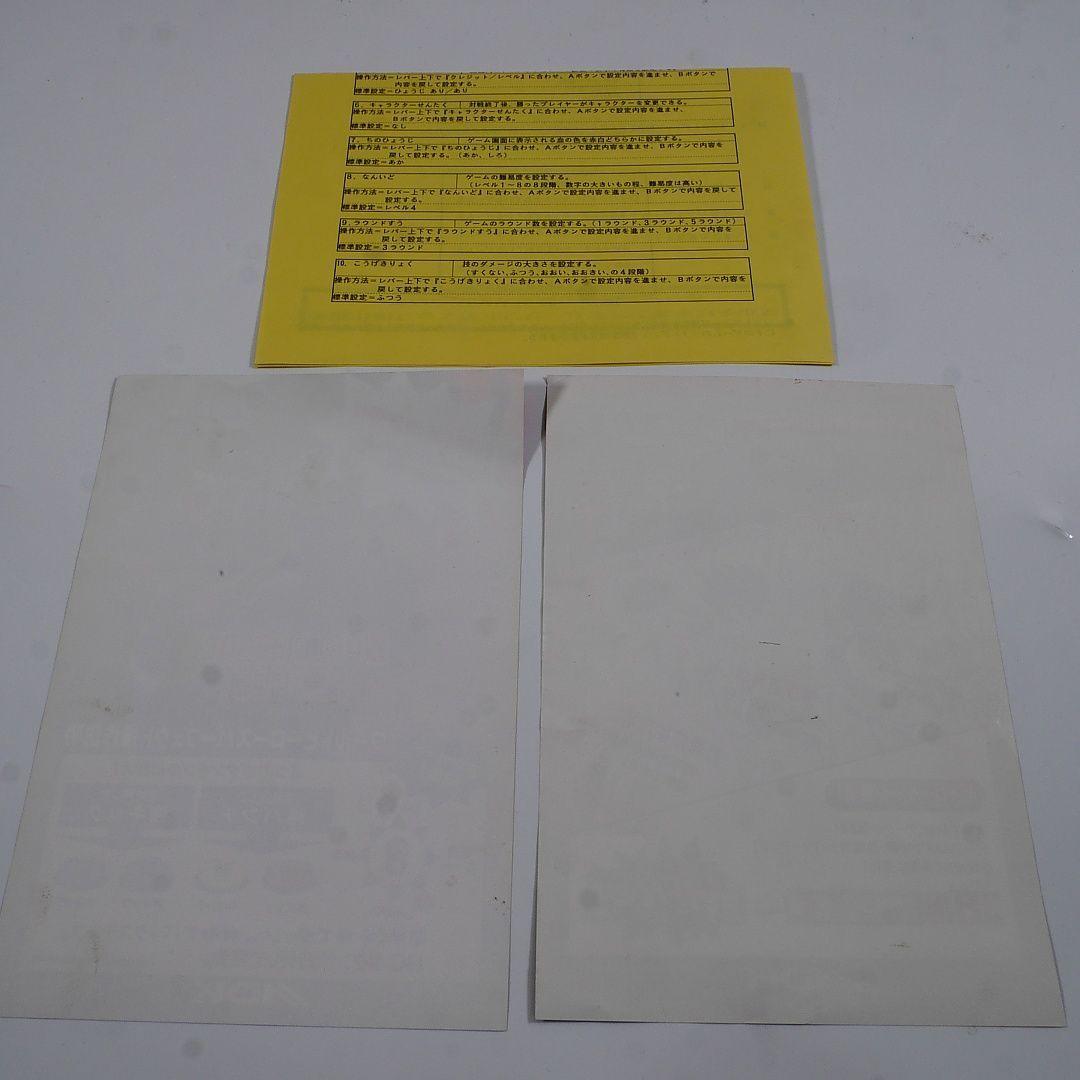 操作方法=レバー上下で『クレジット/レベル』に合わせ、Aボタンで設定内容を進ませ、Bボタンで
内容を戻して設定する。
標準設定=ひょうじ あり/あり
6. キャラクターせんたく 対戦終了後、勝ったプレイヤーがキャラクターを変更できる。
操作方法=レバー上下で『キャラクターせんたく』に合わせ、Aボタンで設定内容を進ませ、
Bボタンで内容を戻して設定する。
標準設定=なし
7. ちのひょうじ ゲーム画面に表示される血の色を赤白どちらかに設定する。
操作方法=レバー上下で『ちのひょうじ』に合わせ、Aボタンで設定内容を進ませ、Bボタンで内容を
戻して設定する。(あか、しろ)
標準設定=あか
8. なんいど ゲームの難易度を設定する。
(レベル1~8の8段階、数字の大きいもの程、難易度は高い)
操作方法=レバー上下で『なんいど』に合わせ、Aボタンで設定内容を進ませ、Bボタンで内容を戻して
設定する。
標準設定=レベル4
9. ラウンドすう ゲームのラウンド数を設定する。(1ラウンド、3ラウンド、5ラウンド)
操作方法=レバー上下で『ラウンドすう』に合わせ、Aボタンで設定内容を進ませ、Bボタンで内容を
戻して設定する。
標準設定=3ラウンド
10. こうげきりょく 技のダメージの大きさを設定する。
(すくない、ふつう、おおい、おおきい、の4段階)
操作方法=レバー上下で『こうげきりょく』に合わせ、Aボタンで設定内容を進ませ、Bボタンで内容を
戻して設定する。
標準設定=ふつう